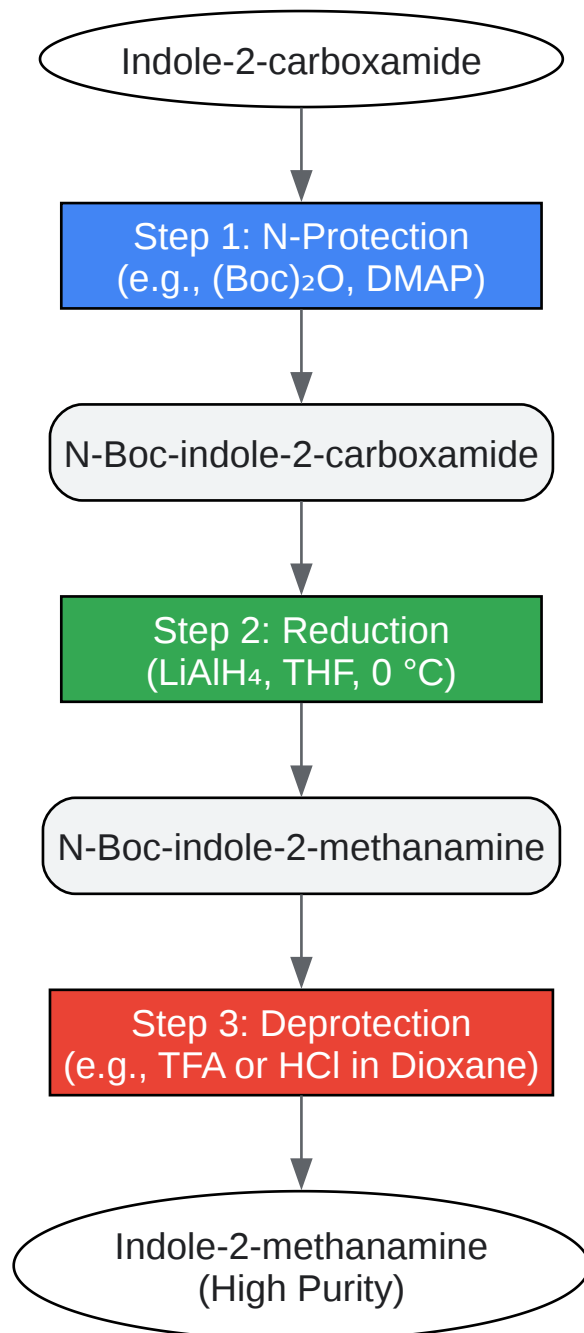 Indole-2-carboxamide
Step 1: N-Protection
(e.g., (Boc)₂O, DMAP)
N-Boc-indole-2-carboxamide
Step 2: Reduction
(LiAlH₄, THF, 0 °C)
N-Boc-indole-2-methanamine
Step 3: Deprotection
(e.g., TFA or HCl in Dioxane)
Indole-2-methanamine
(High Purity)